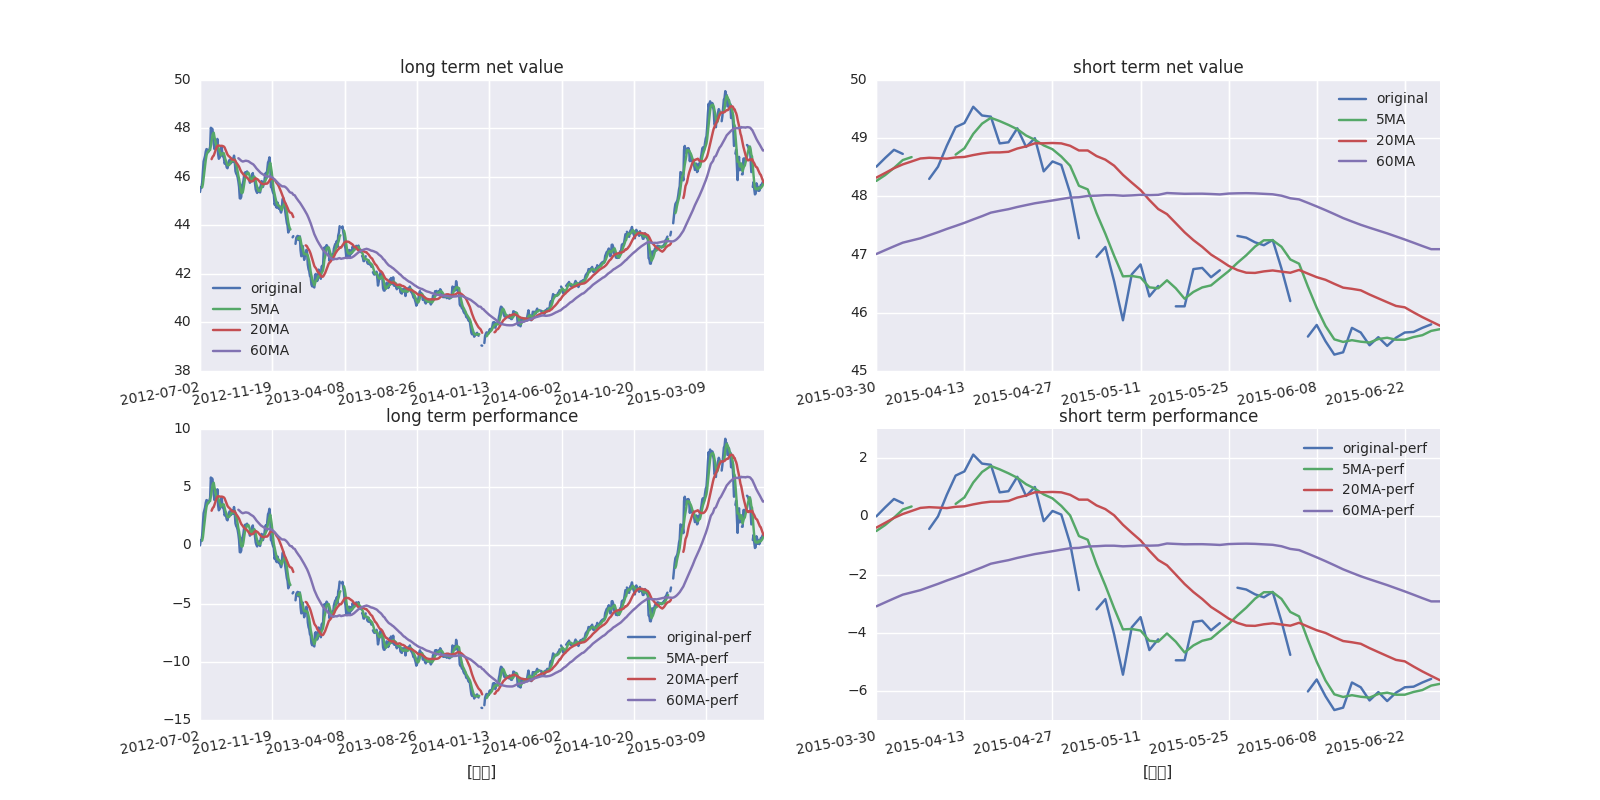 long term net value
50
48
46
44
42
40
38
original
5MA
20MA
60MA
2012-07-02 2012-11-19 2013-04-08 2013-08-26 2014-01-13 2014-06-02 2014-10-20 2015-03-09
short term net value
50
49
48
47
46
45
original
5MA
20MA
60MA
2015-03-30 2015-04-13 2015-04-27 2015-05-11 2015-05-25 2015-06-08 2015-06-22
long term performance
10
5
0
−5
−10
−15
original-perf
5MA-perf
20MA-perf
60MA-perf
2012-07-02 2012-11-19 2013-04-08 2013-08-26 2014-01-13 2014-06-02 2014-10-20 2015-03-09
short term performance
2
0
−2
−4
−6
original-perf
5MA-perf
20MA-perf
60MA-perf
2015-03-30 2015-04-13 2015-04-27 2015-05-11 2015-05-25 2015-06-08 2015-06-22